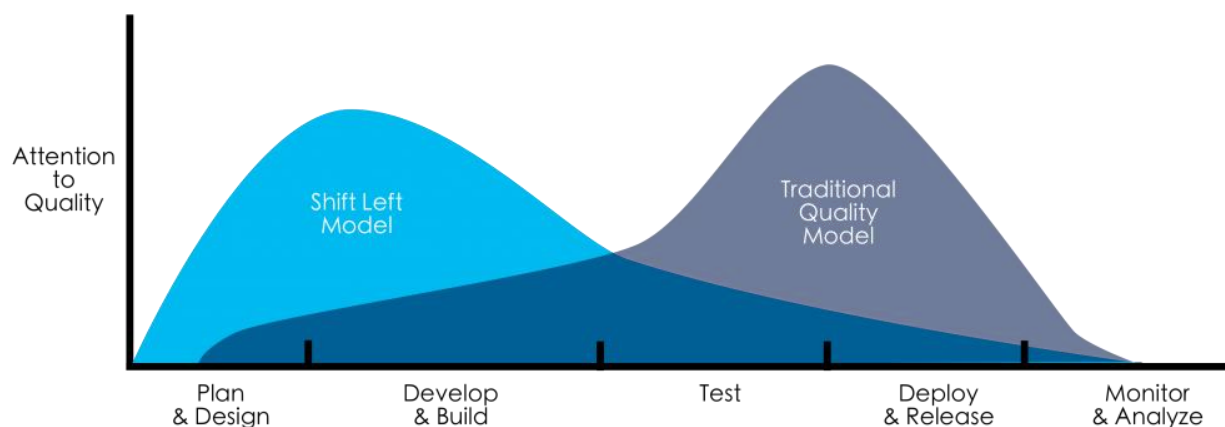 Attention
to
Quality
Shift Left
Model
Traditional
Quality
Model
Plan
& Design
Develop
& Build
Test
Deploy
& Release
Monitor
& Analyze